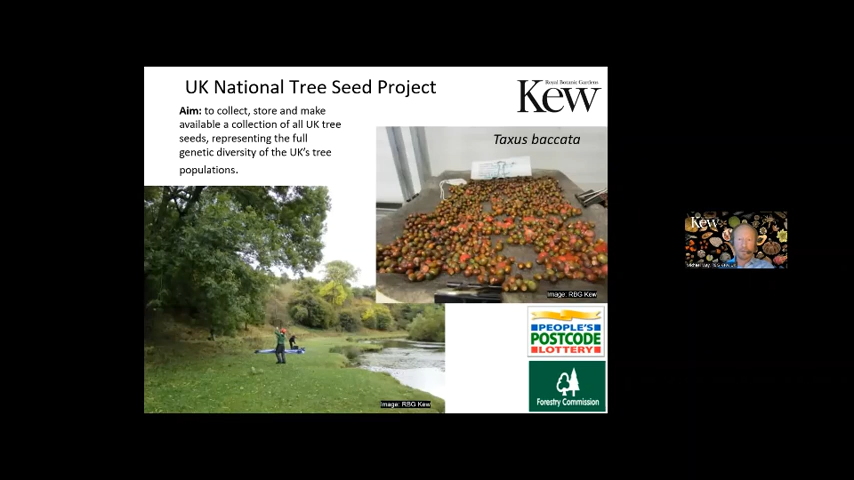 UK National Tree Seed Project
Royal Botanic Gardens
Kew
Aim: to collect, store and make
available a collection of all UK tree
seeds, representing the full
genetic diversity of the UK's tree
populations.
Taxus baccata
Image: RBG Kew
PEOPLE'S
POSTCODE
LOTTERY
Forestry Commission
Image: RBG Kew
Kew